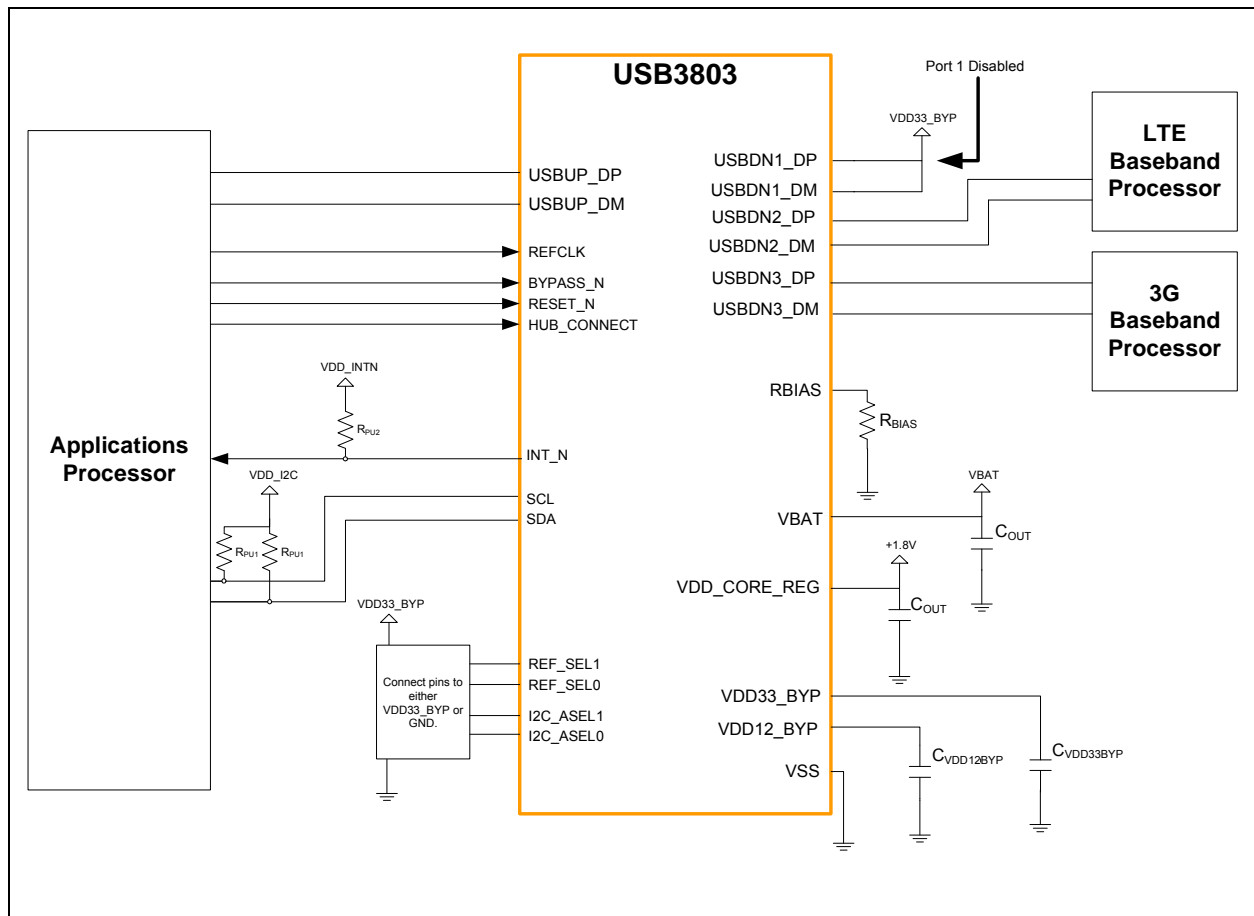 USB3803
Port 1 Disabled
VDD33_BYP
LTE
Baseband
Processor
3G
Baseband
Processor
Applications
Processor
USBUP_DP
USBUP_DM
REFCLK
BYPASS_N
RESET_N
HUB_CONNECT
VDD_INTN
RPU2
INT_N
VDD_I2C
SCL
SDA
RPU1
RPU1
VDD33_BYP
Connect pins to
either
VDD33_BYP or
GND.
REF_SEL1
REF_SEL0
I2C_ASEL1
I2C_ASEL0
USBDN1_DP
USBDN1_DM
USBDN2_DP
USBDN2_DM
USBDN3_DP
USBDN3_DM
RBIAS
RBIAS
VBAT
VBAT
COUT
+1.8V
VDD_CORE_REG
COUT
VDD33_BYP
VDD12_BYP
CVDD12BYP
CVDD33BYP
VSS